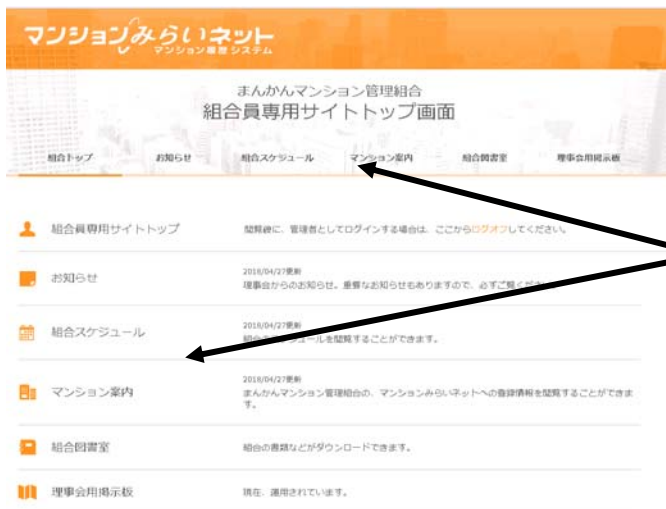 マンションみらいネット
マンション履歴システム
まんかんマンション管理組合
組合員専用サイトトップ画面
組合トップ お知らせ 組合スケジュール マンション案内 組合図書室 理事会用掲示板
組合員専用サイトトップ 閲覧後に、管理者としてログインする場合は、ここからログオフしてください。
2018/04/27更新
お知らせ 理事会からのお知らせ。重要なお知らせもありますので、必ずご覧くだ
2018/04/27更新
組合スケジュール ールを閲覧することができます。
2018/04/27更新
マンション案内 まんかんマンション管理組合の、マンションみらいネットへの登録情報を閲覧することができま
す。
組合図書室 組合の書類などがダウンロードできます。
理事会用掲示板 現在、運用されています。